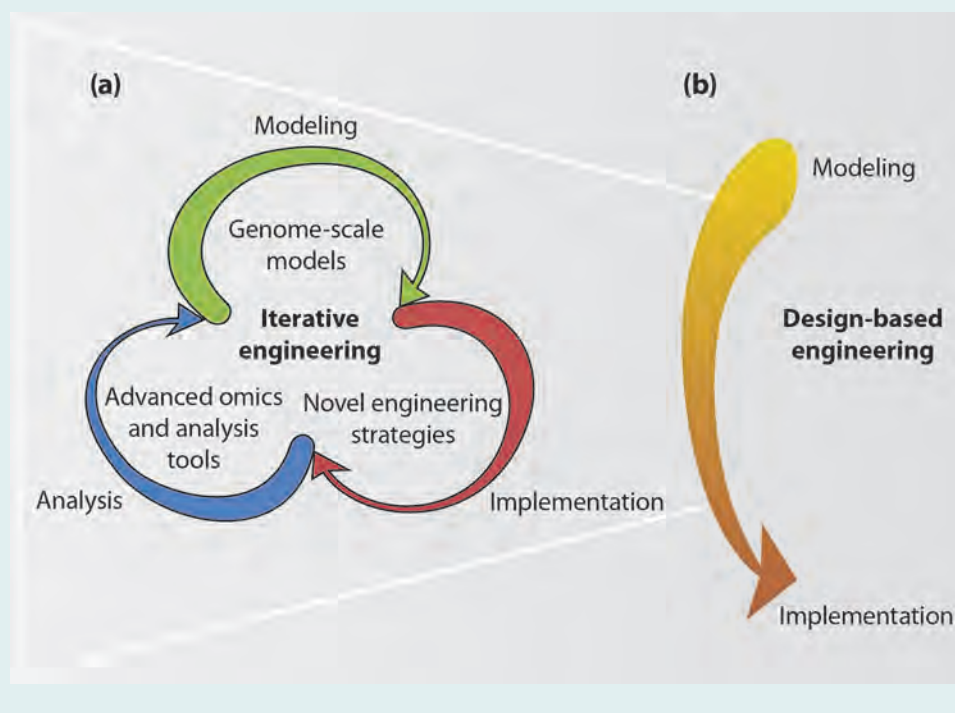 (a)
Modeling
Genome-scale
models
Iterative
engineering
Advanced omics
and analysis
tools
Novel engineering
strategies
Analysis
Implementation
(b)
Modeling
Design-based
engineering
Implementation